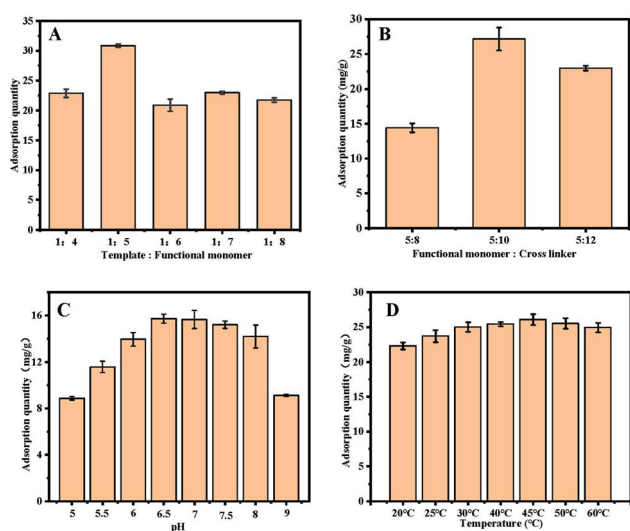 A
Adsorption quantity
35
30
25
20
15
10
5
0
1: 4 1: 5 1: 6 1: 7 1: 8
Template : Functional monomer
B
Adsorption quantity (mg/g)
30
25
20
15
10
5
0
5:8 5:10 5:12
Functional monomer : Cross linker
C
Adsorption quantity（mg/g）
16
12
8
4
0
5 5.5 6 6.5 7 7.5 8 9
pH
D
Adsorption quantity (mg/g)
30
25
20
15
10
5
0
20℃ 25℃ 30℃ 40℃ 45℃ 50℃ 60℃
Temperature (℃)